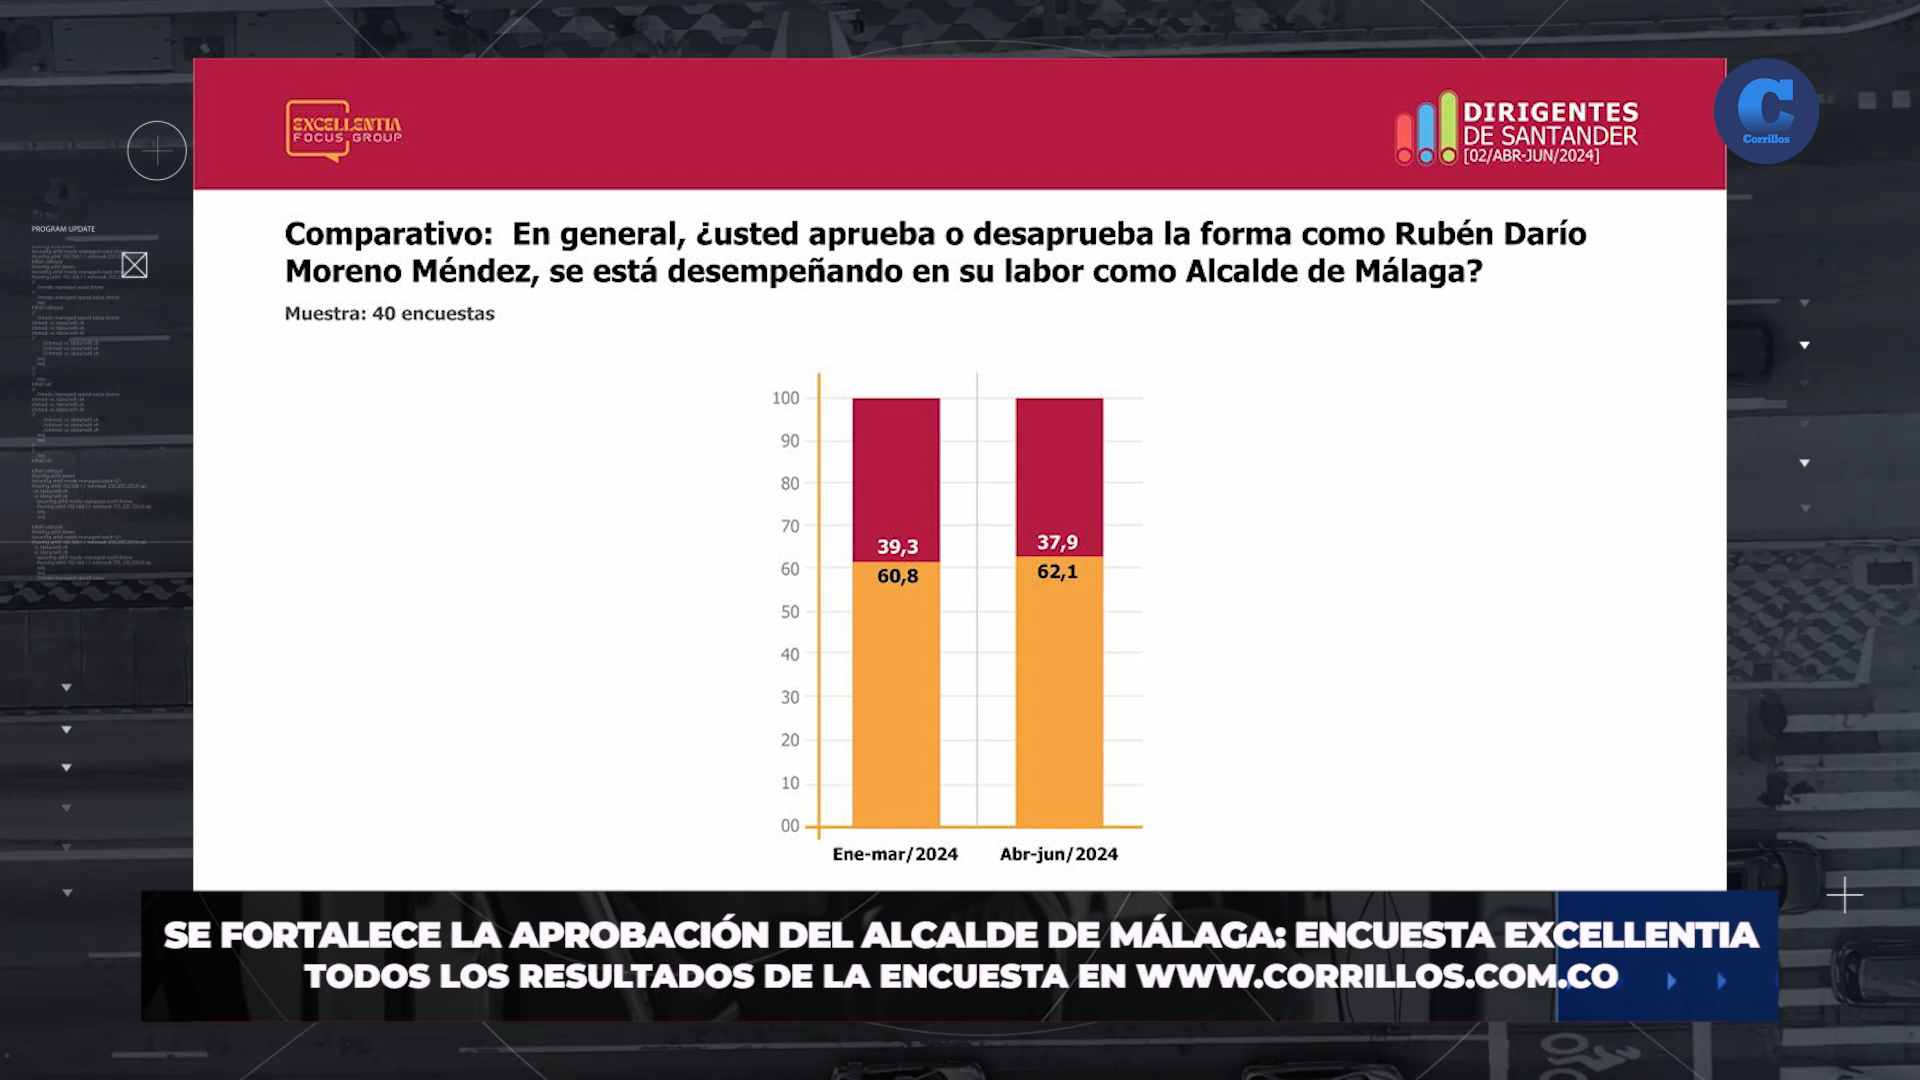 EXCELLENTIA
FOCUS GROUP
DIRIGENTES
DE SANTANDER
[02/ABR-JUN/2024]
C
Corrillos
PROGRAM UPDATE
Comparativo: En general, ¿usted aprueba o desaprueba la forma como Rubén Darío
Moreno Méndez, se está desempeñando en su labor como Alcalde de Málaga?
Muestra: 40 encuestas
100
90
80
70
60
50
40
30
20
10
00
39,3
60,8
37,9
62,1
Ene-mar/2024
Abr-jun/2024
SE FORTALECE LA APROBACIÓN DEL ALCALDE DE MÁLAGA: ENCUESTA EXCELLENTIA
TODOS LOS RESULTADOS DE LA ENCUESTA EN WWW.CORRILLOS.COM.CO